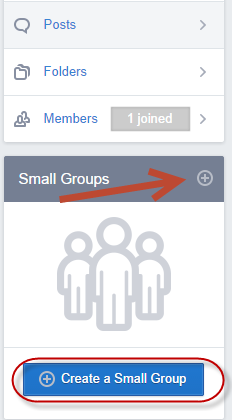 Posts
Folders
Members 1 joined
Small Groups
Create a Small Group